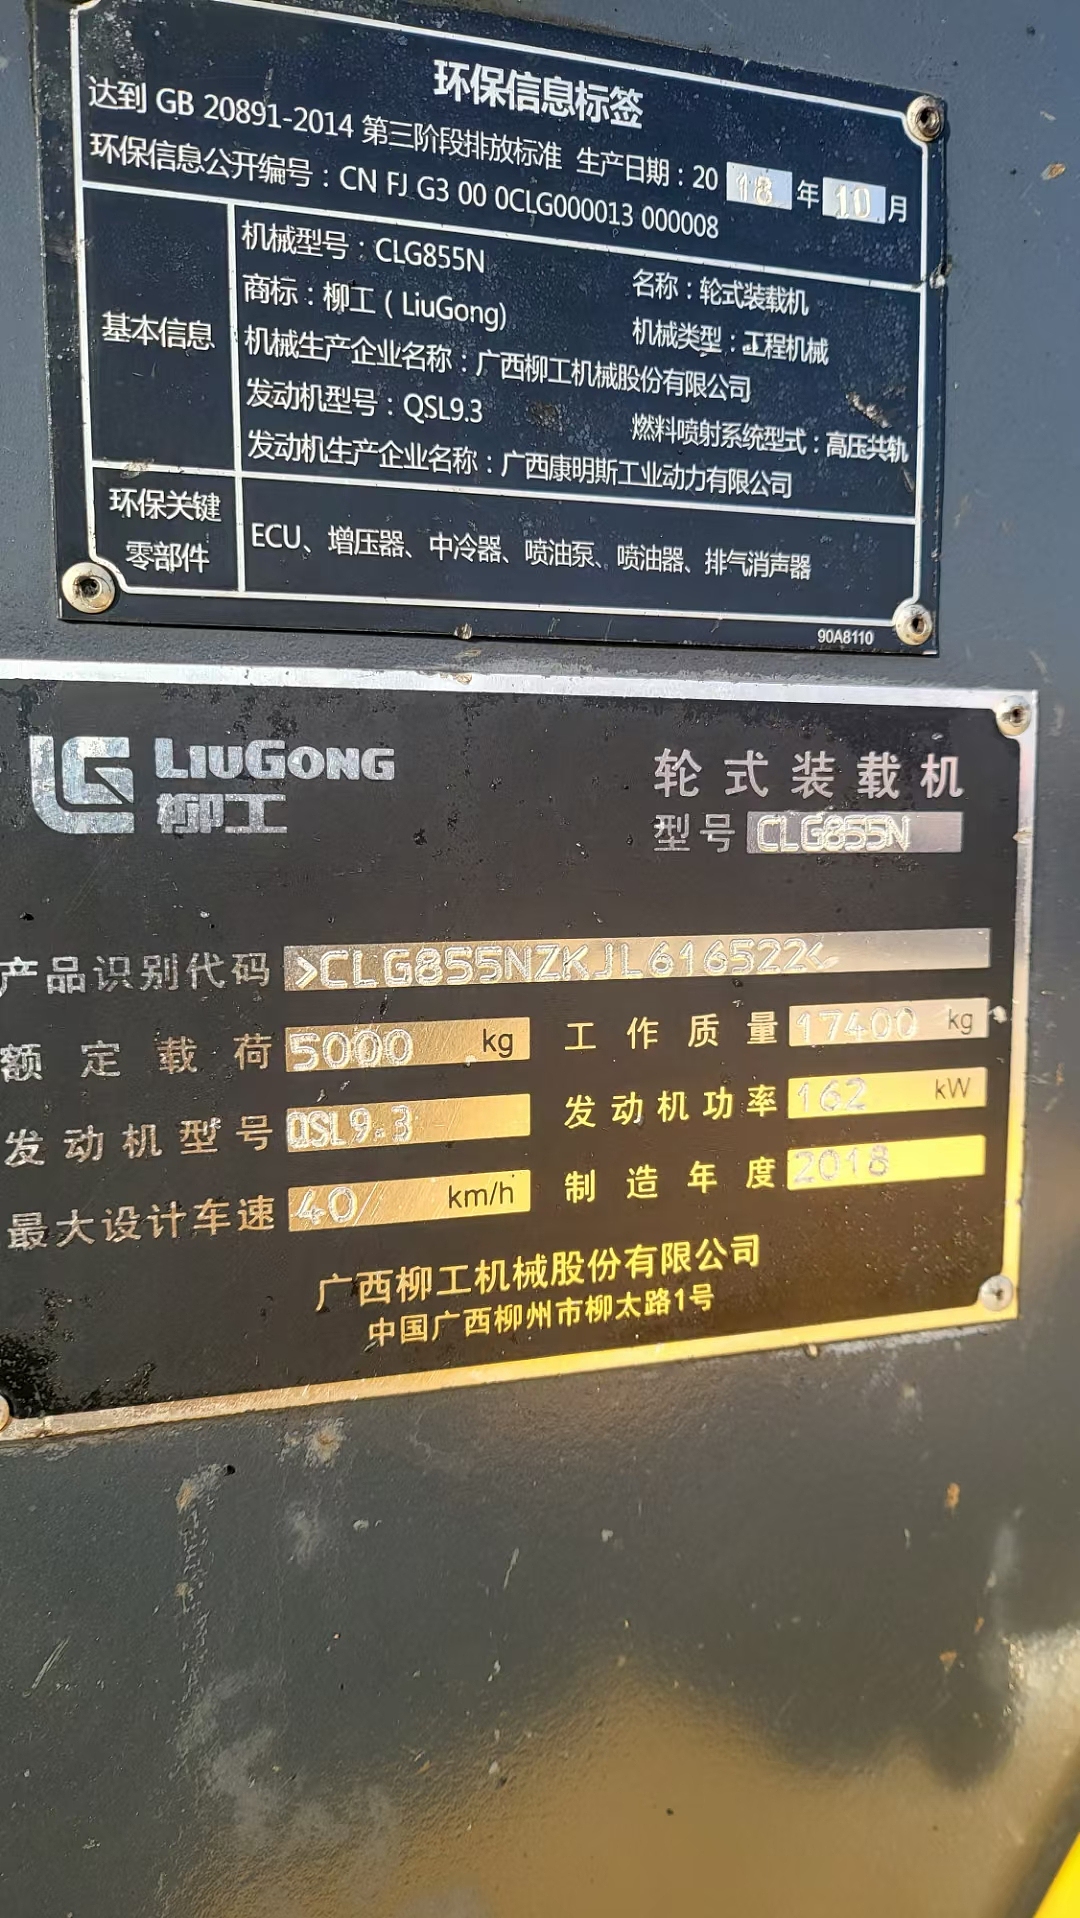 环保信息标签
达到 GB 20891-2014 第三阶段排放标准 生产日期：2018年10月
环保信息公开编号：CN FJ G3 00 0CLG000013 000008
基本信息
机械型号：CLG855N 名称：轮式装载机
商标：柳工（LiuGong) 机械类型：工程机械
机械生产企业名称：广西柳工机械股份有限公司
发动机型号：QSL9.3 燃料喷射系统型式：高压共轨
发动机生产企业名称：广西康明斯工业动力有限公司
环保关键
零部件
ECU、增压器、中冷器、喷油泵、喷油器、排气消声器
90A8110
LIUGONG
柳工
轮式装载机
型号 CLG855N
产品识别代码 >CLG855NZKJL616522<
额定载荷 5000 kg 工作质量 17400 kg
发动机型号 QSL9.3 发动机功率 162 kW
最大设计车速 40 km/h 制造年度 2018
广西柳工机械股份有限公司
中国广西柳州市柳太路1号